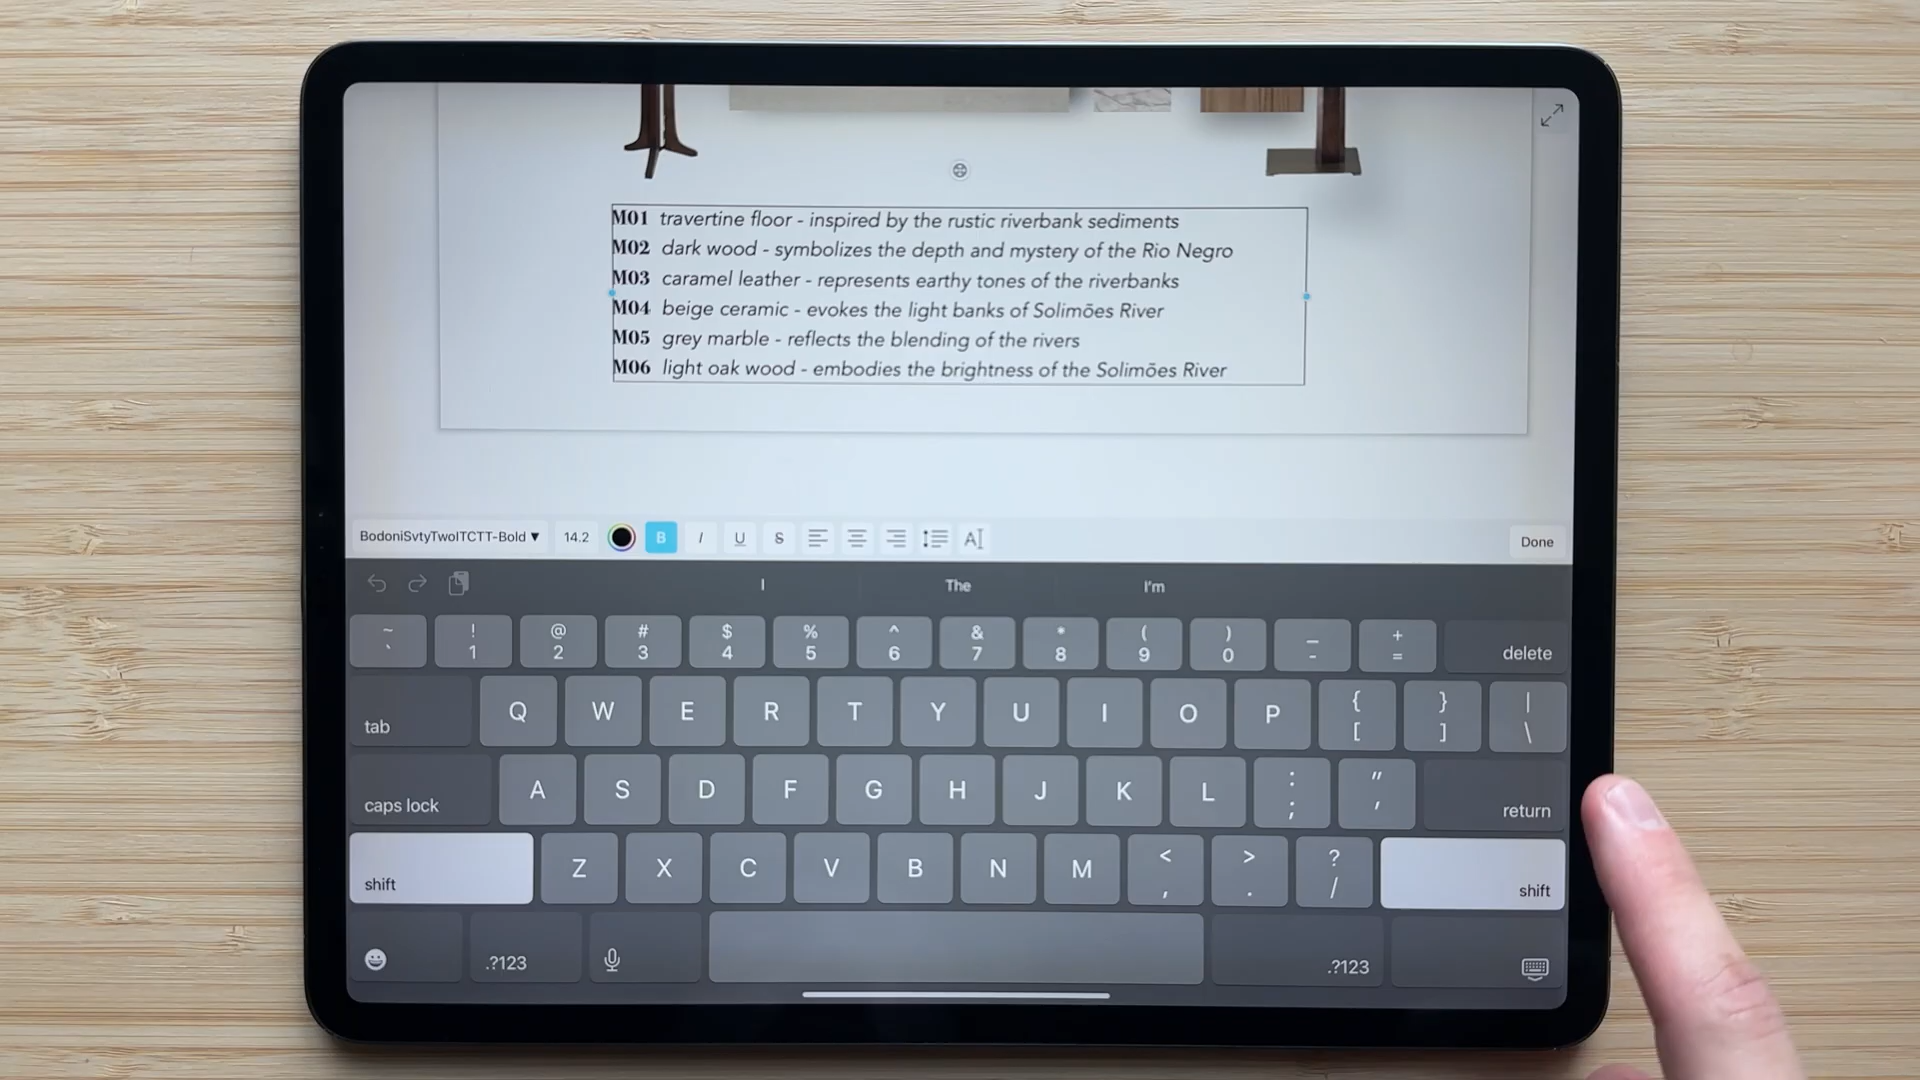 M01 travertine floor - inspired by the rustic riverbank sediments
M02 dark wood - symbolizes the depth and mystery of the Rio Negro
M03 caramel leather - represents earthy tones of the riverbanks
M04 beige ceramic - evokes the light banks of Solimões River
M05 grey marble - reflects the blending of the rivers
M06 light oak wood - embodies the brightness of the Solimões River
BodoniSvtyTwoITCTT-Bold ▼ 14.2 B I U S A Done
I The I'm
~ ! @ # $ % ^ & * ( ) _ +
` 1 2 3 4 5 6 7 8 9 0 - = delete
tab Q W E R T Y U I O P { [ } ] | \
caps lock A S D F G H J K L : ; " ' return
shift Z X C V B N M < , > . ? / shift
.?123 .?123